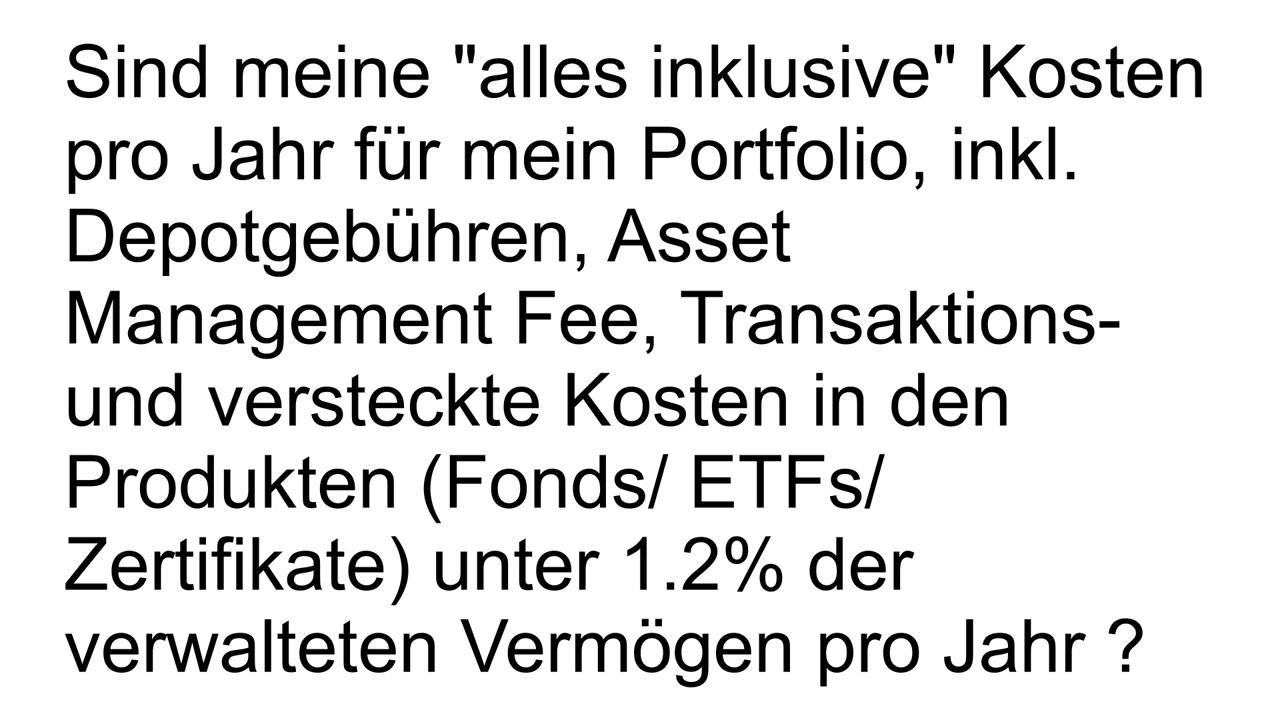 Sind meine "alles inklusive" Kosten
pro Jahr für mein Portfolio, inkl.
Depotgebühren, Asset
Management Fee, Transaktions-
und versteckte Kosten in den
Produkten (Fonds/ ETFs/
Zertifikate) unter 1.2% der
verwalteten Vermögen pro Jahr ?